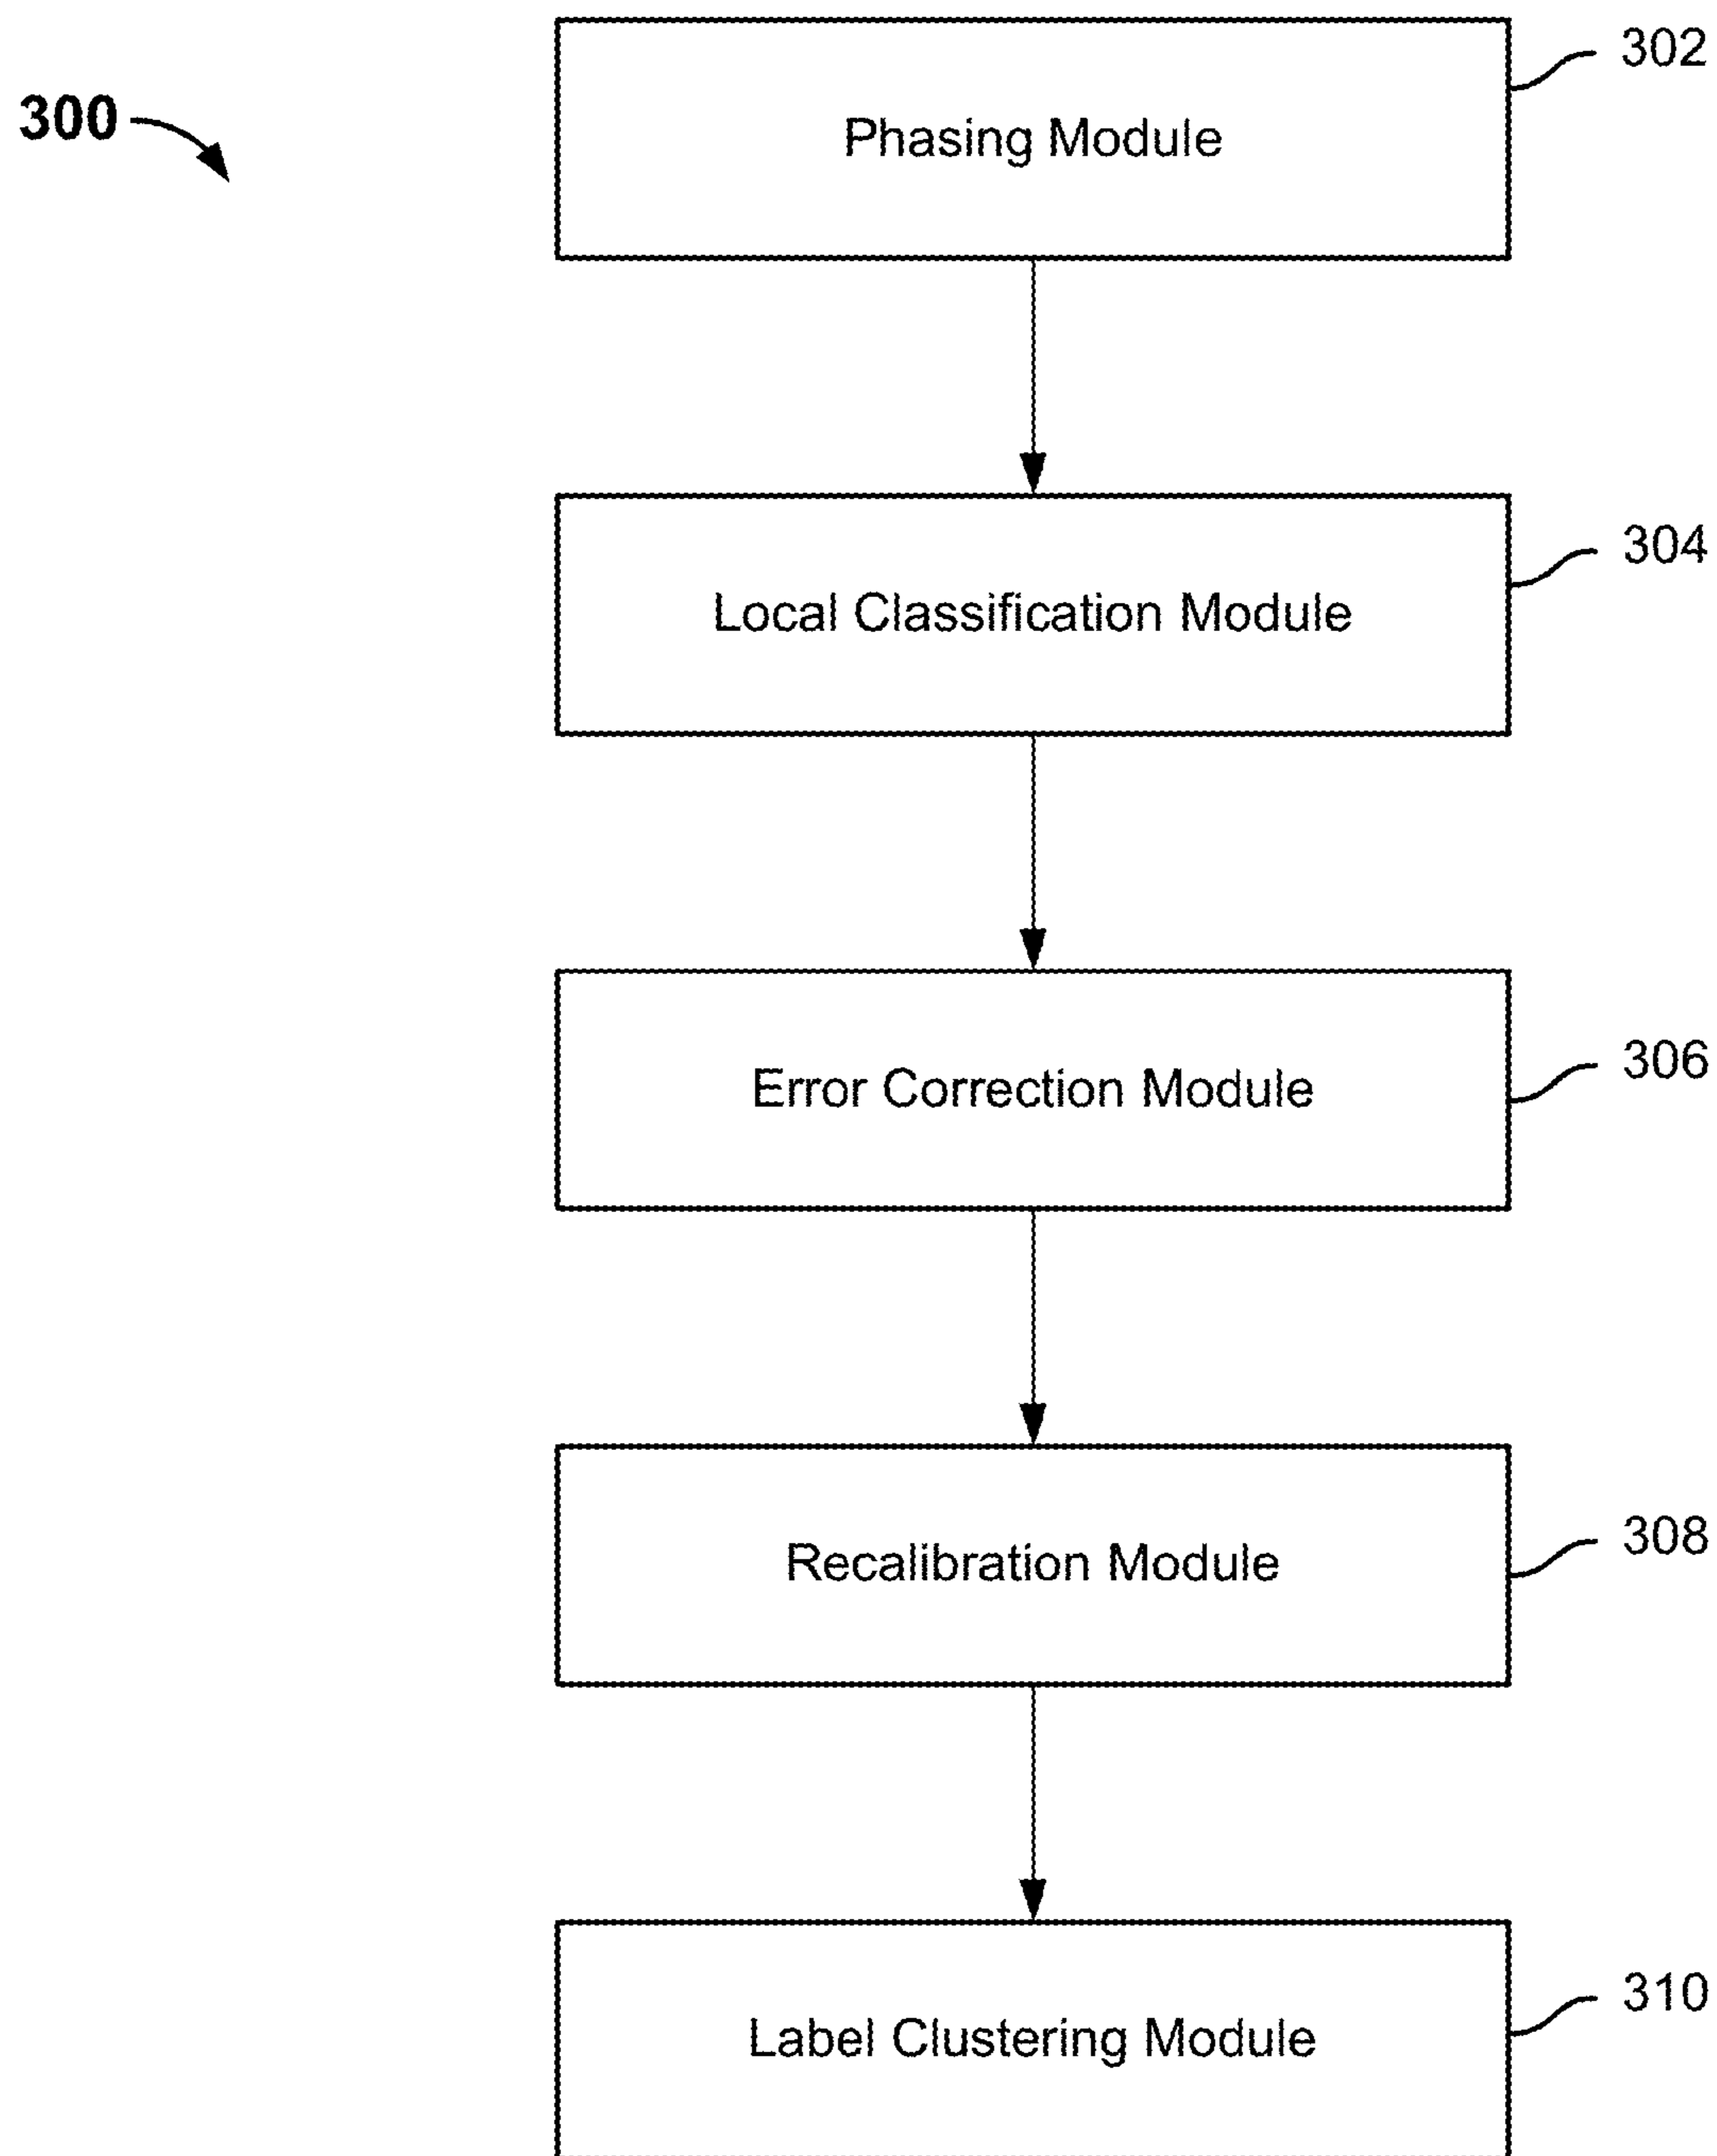 302
300
Phasing Module
304
Local Classification Module
306
Error Correction Module
308
Recalibration Module
310
Label Clustering Module